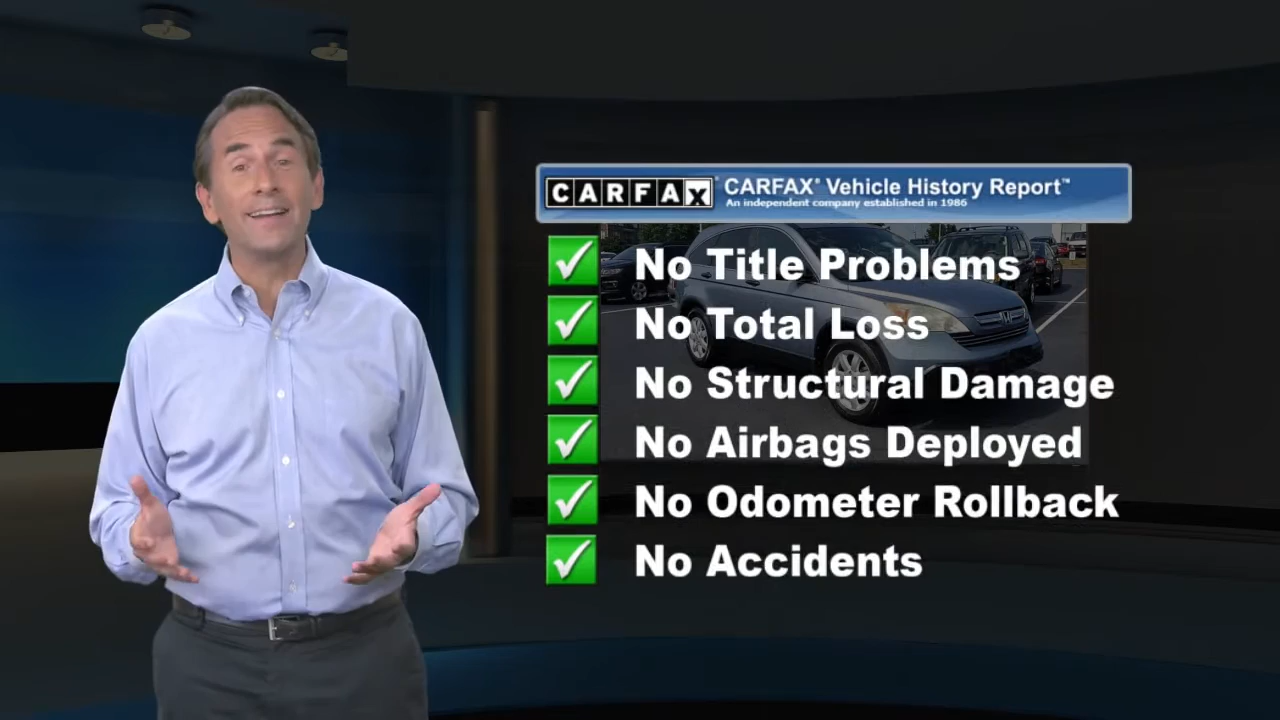 CARFAX® CARFAX® Vehicle History Report™
An independent company established in 1986
No Title Problems
No Total Loss
No Structural Damage
No Airbags Deployed
No Odometer Rollback
No Accidents